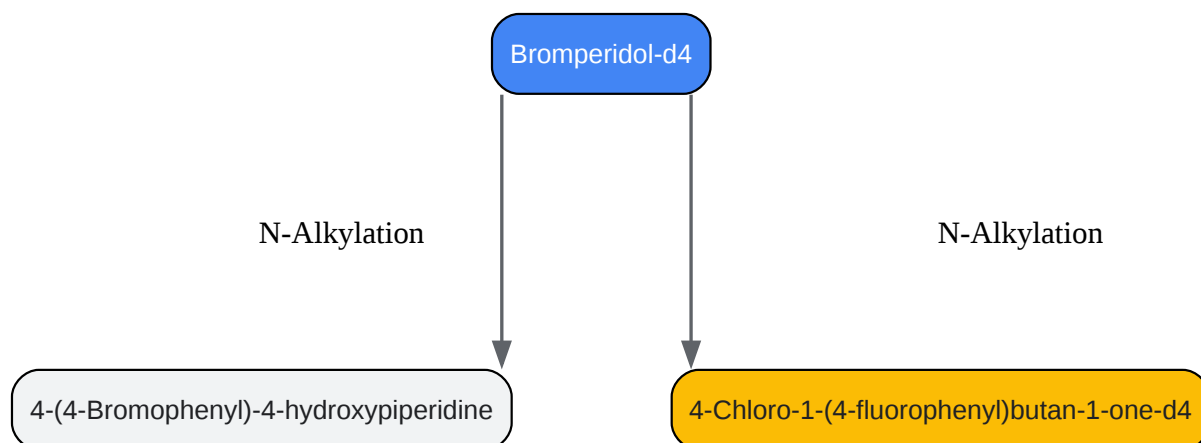 Bromperidol-d4
N-Alkylation
N-Alkylation
4-(4-Bromophenyl)-4-hydroxypiperidine
4-Chloro-1-(4-fluorophenyl)butan-1-one-d4